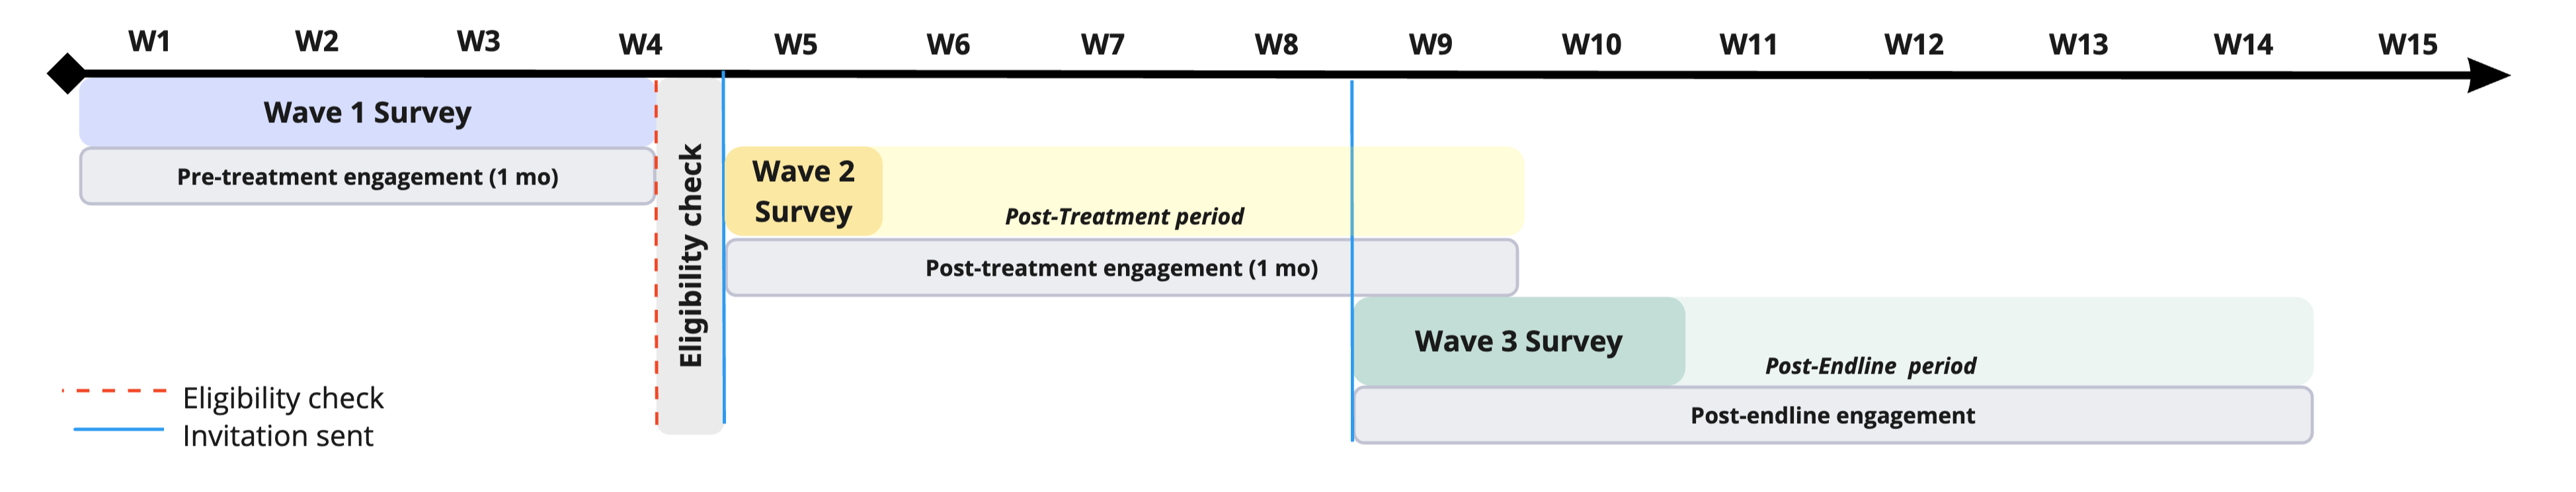 W1 W2 W3 W4 W5 W6 W7 W8 W9 W10 W11 W12 W13 W14 W15
Wave 1 Survey
Pre-treatment engagement (1 mo)
Eligibility check
Wave 2
Survey
Post-Treatment period
Post-treatment engagement (1 mo)
Wave 3 Survey
Post-Endline period
Post-endline engagement
Eligibility check
Invitation sent